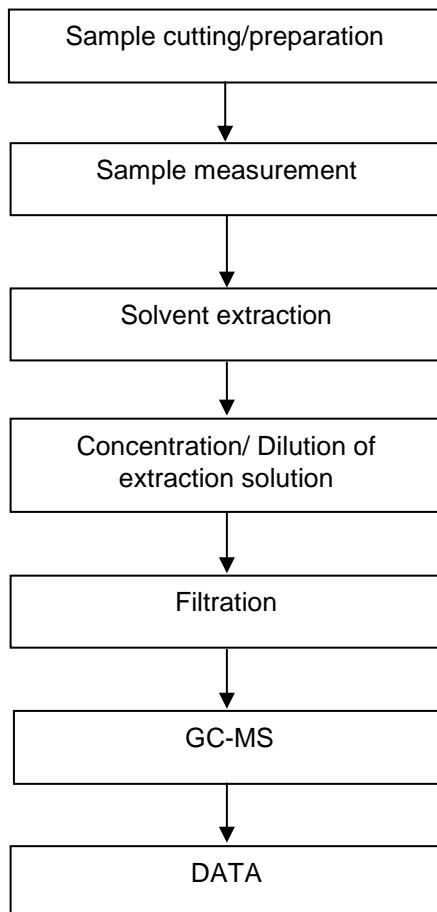 Sample cutting/preparation
Sample measurement
Solvent extraction
Concentration/ Dilution of
extraction solution
Filtration
GC-MS
DATA